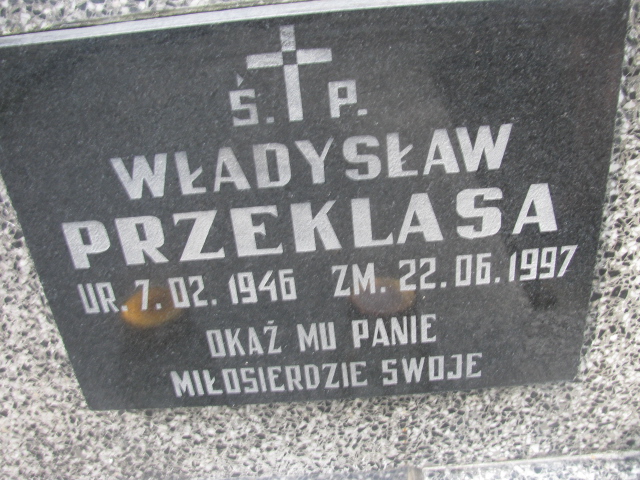 Ś. P.
WŁADYSŁAW
PRZEKLASA
UR. 7. 02. 1946 ZM. 22. 06. 1997
OKAŻ MU PANIE
MIŁOSIERDZIE SWOJE